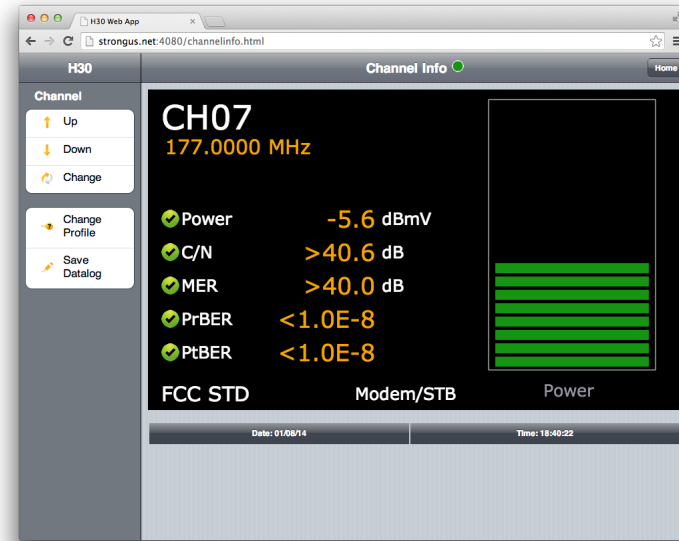 H30 Web App
strongus.net:4080/channelinfo.html
H30
Channel Info
Home
Channel
Up
Down
Change
Change
Profile
Save
Datalog
CH07
177.0000 MHz
Power -5.6 dBmV
C/N >40.6 dB
MER >40.0 dB
PrBER <1.0E-8
PtBER <1.0E-8
FCC STD Modem/STB
Power
Date: 01/08/14 Time: 18:40:22